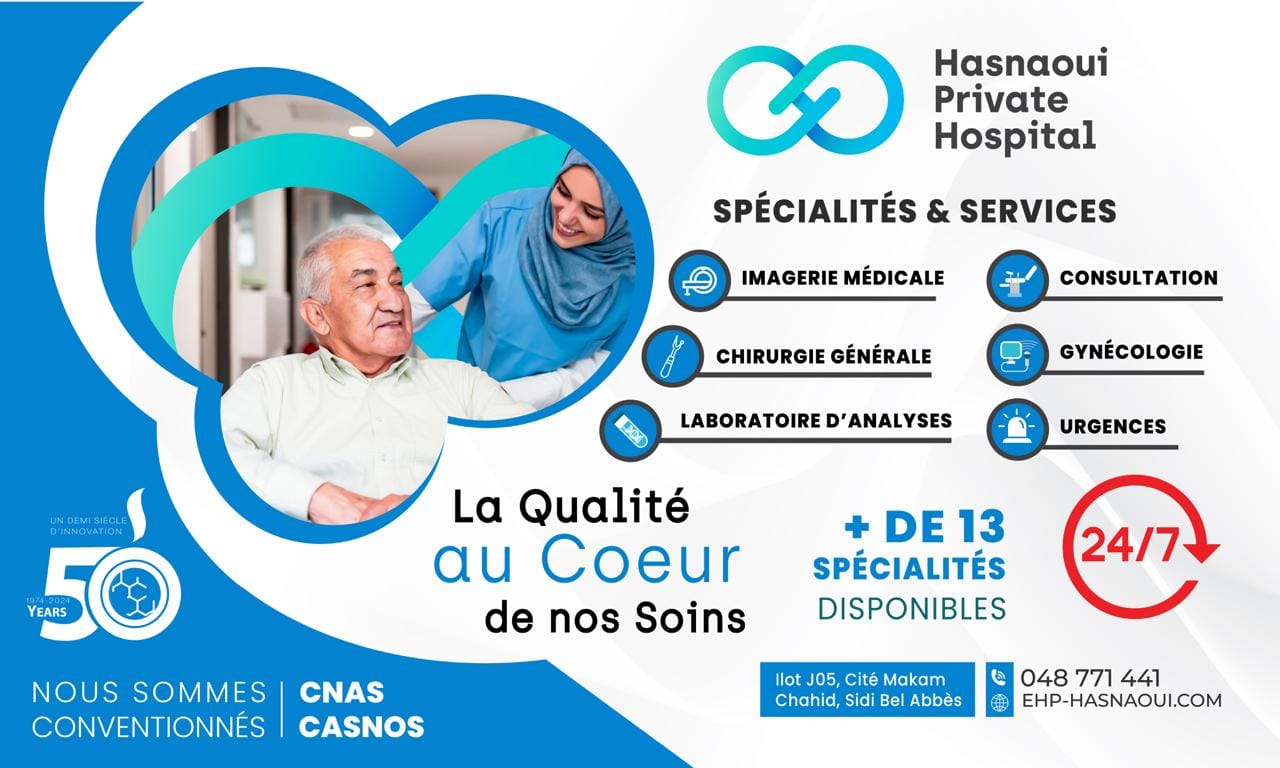 Hasnaoui
Private
Hospital
SPÉCIALITÉS & SERVICES
IMAGERIE MÉDICALE
CONSULTATION
CHIRURGIE GÉNÉRALE
GYNÉCOLOGIE
LABORATOIRE D'ANALYSES
URGENCES
La Qualité
au Coeur
de nos Soins
+ DE 13
SPÉCIALITÉS
DISPONIBLES
24/7
UN DEMI SIÈCLE
D'INNOVATION
50
1974-2024
YEARS
NOUS SOMMES
CONVENTIONNÉS
CNAS
CASNOS
Ilot J05, Cité Makam
Chahid, Sidi Bel Abbès
048 771 441
EHP-HASNAOUI.COM